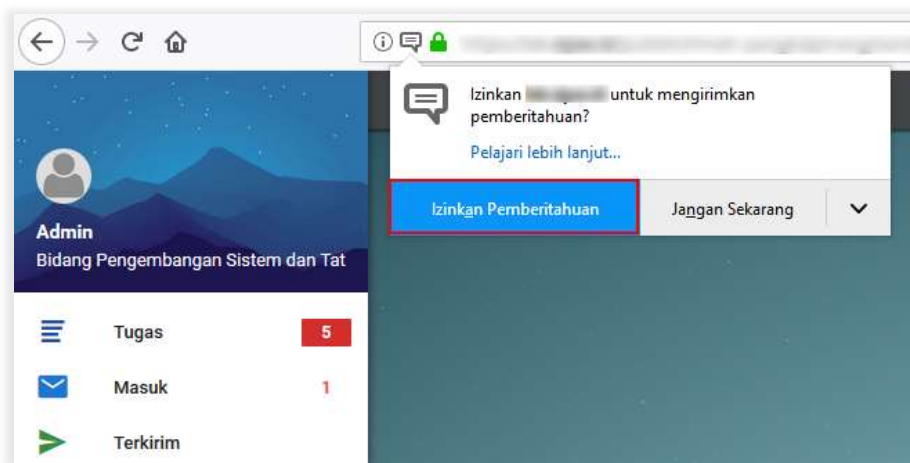 Izinkan untuk mengirimkan
pemberitahuan?
Pelajari lebih lanjut...
Izinkan Pemberitahuan
Jangan Sekarang
Admin
Bidang Pengembangan Sistem dan Tat
Tugas 5
Masuk 1
Terkirim